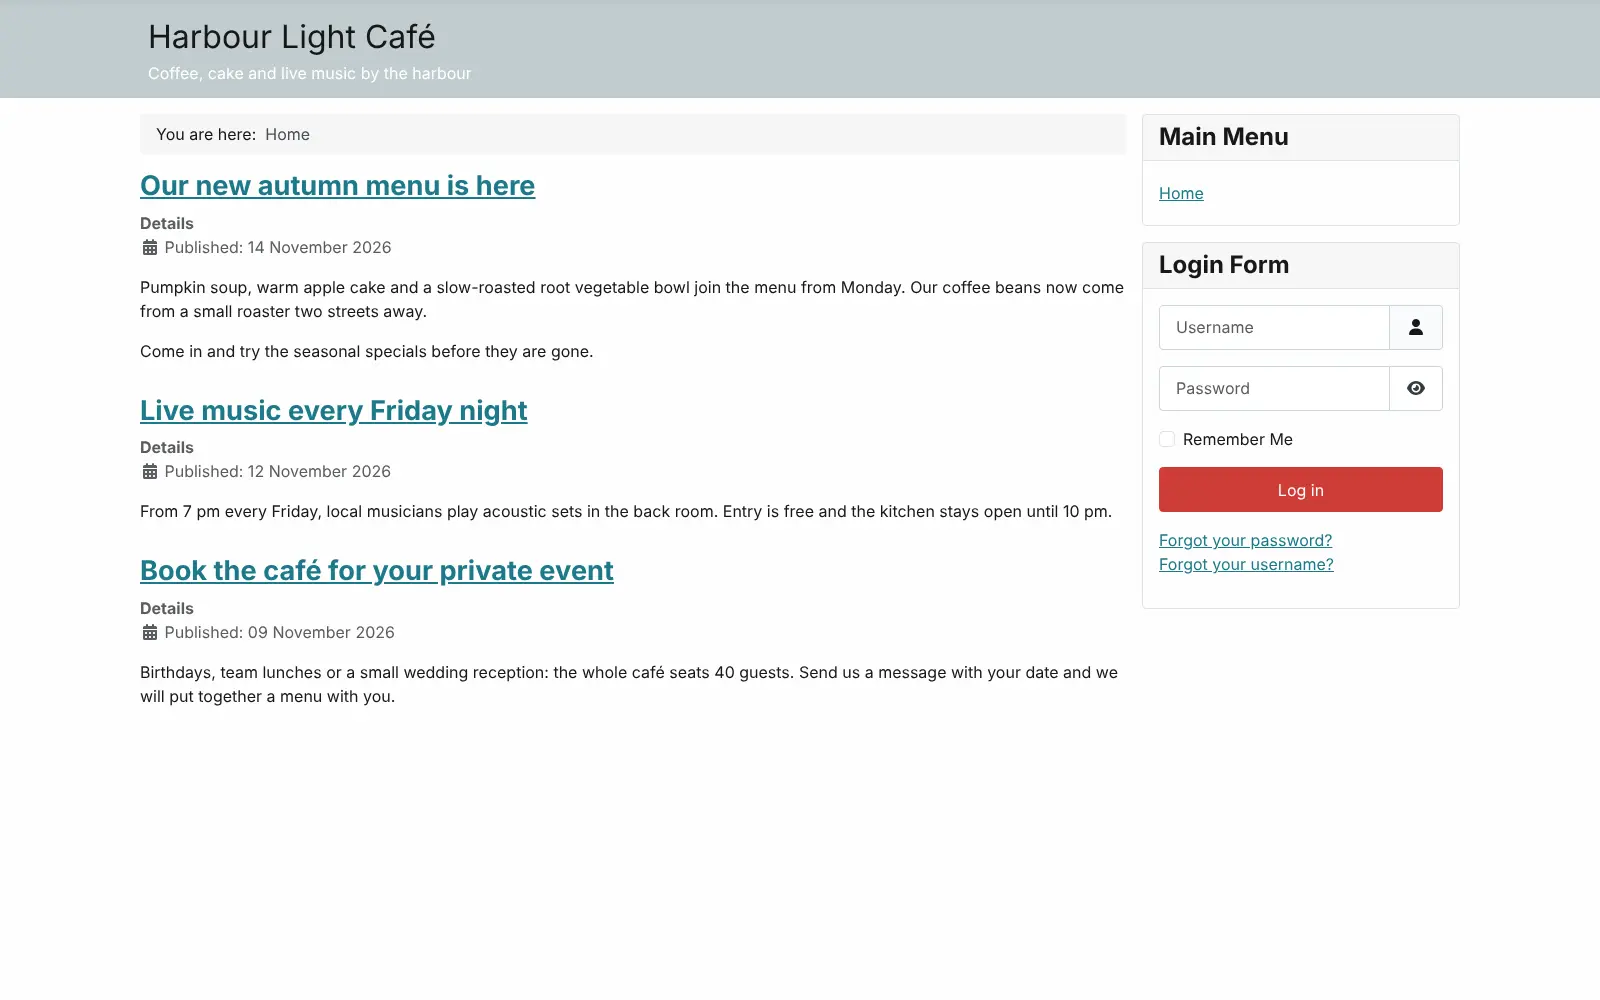 Harbour Light Café
Coffee, cake and live music by the harbour
You are here: Home
Our new autumn menu is here
Details
Published: 14 November 2026
Pumpkin soup, warm apple cake and a slow-roasted root vegetable bowl join the menu from Monday. Our coffee beans now come
from a small roaster two streets away.
Come in and try the seasonal specials before they are gone.
Live music every Friday night
Details
Published: 12 November 2026
From 7 pm every Friday, local musicians play acoustic sets in the back room. Entry is free and the kitchen stays open until 10 pm.
Book the café for your private event
Details
Published: 09 November 2026
Birthdays, team lunches or a small wedding reception: the whole café seats 40 guests. Send us a message with your date and we
will put together a menu with you.
Main Menu
Home
Login Form
Username
Password
Remember Me
Log in
Forgot your password?
Forgot your username?